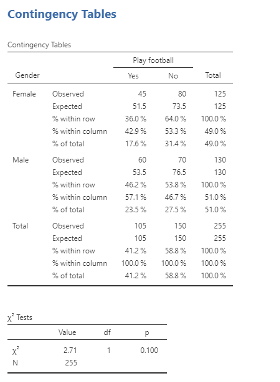 Contingency Tables
Contingency Tables
Play football
Gender Yes No Total
Female Observed 45 80 125
Expected 51.5 73.5 125
% within row 36.0 % 64.0 % 100.0 %
% within column 42.9 % 53.3 % 49.0 %
% of total 17.6 % 31.4 % 49.0 %
Male Observed 60 70 130
Expected 53.5 76.5 130
% within row 46.2 % 53.8 % 100.0 %
% within column 57.1 % 46.7 % 51.0 %
% of total 23.5 % 27.5 % 51.0 %
Total Observed 105 150 255
Expected 105 150 255
% within row 41.2 % 58.8 % 100.0 %
% within column 100.0 % 100.0 % 100.0 %
% of total 41.2 % 58.8 % 100.0 %
χ² Tests
Value df p
χ² 2.71 1 0.100
N 255